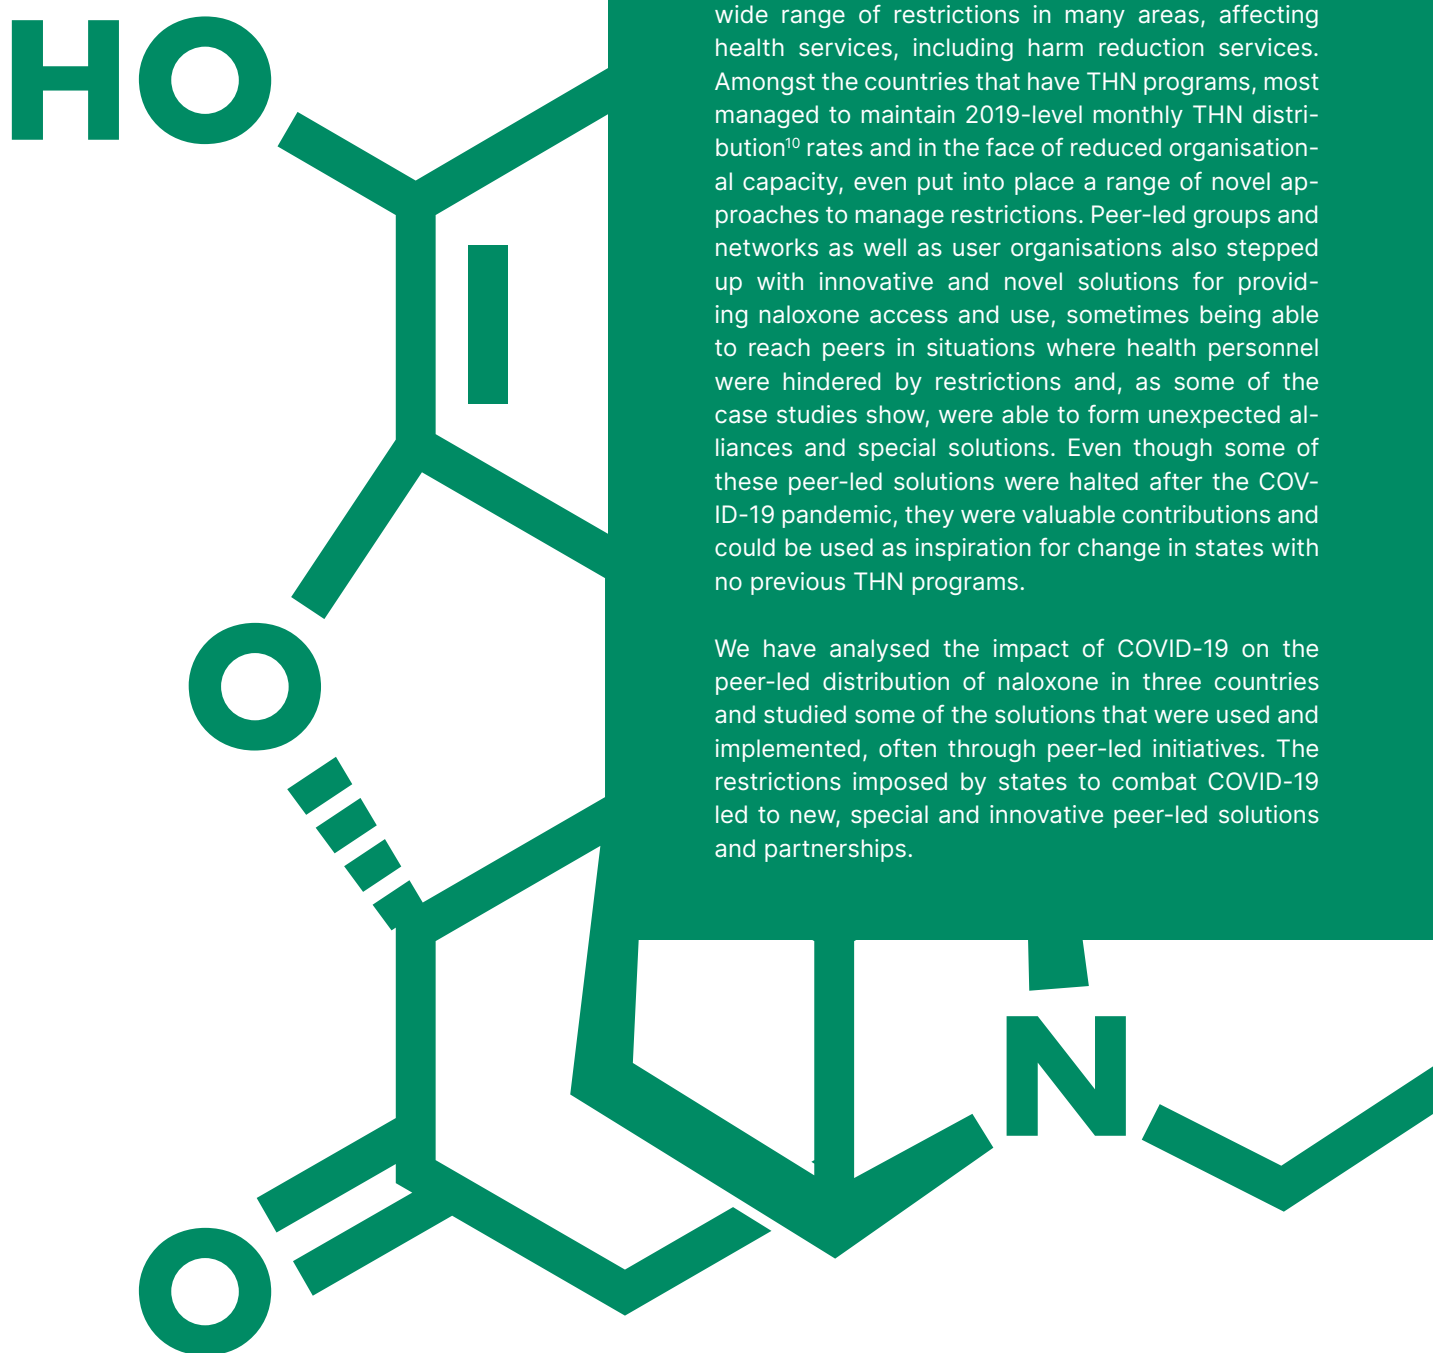 HO
wide range of restrictions in many areas, affecting
health services, including harm reduction services.
Amongst the countries that have THN programs, most
managed to maintain 2019-level monthly THN distri-
bution¹⁰ rates and in the face of reduced organisation-
al capacity, even put into place a range of novel ap-
proaches to manage restrictions. Peer-led groups and
networks as well as user organisations also stepped
up with innovative and novel solutions for provid-
ing naloxone access and use, sometimes being able
to reach peers in situations where health personnel
were hindered by restrictions and, as some of the
case studies show, were able to form unexpected al-
liances and special solutions. Even though some of
these peer-led solutions were halted after the COV-
ID-19 pandemic, they were valuable contributions and
could be used as inspiration for change in states with
no previous THN programs.
We have analysed the impact of COVID-19 on the
peer-led distribution of naloxone in three countries
and studied some of the solutions that were used and
implemented, often through peer-led initiatives. The
restrictions imposed by states to combat COVID-19
led to new, special and innovative peer-led solutions
and partnerships.
O
N
O